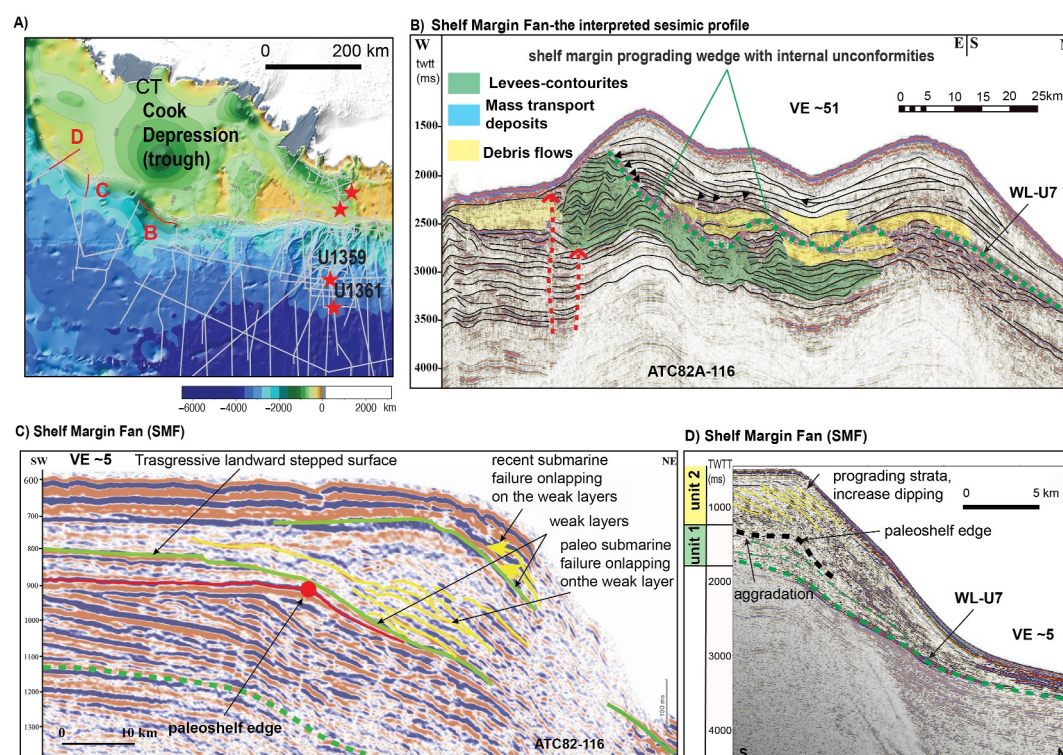 A)
0 200 km
CT
Cook
Depression
(trough)
D
C
B
U1359
U1361
−6000 −4000 −2000 0 2000 km
B) Shelf Margin Fan-the interpreted sesimic profile
W
E S
N
twtt
(ms)
shelf margin prograding wedge with internal unconformities
Levees-contourites
Mass transport
deposits
Debris flows
VE ~51
0 5 10 15 20 25km
1500
2000
2500
3000
3500
4000
WL-U7
ATC82A-116
C) Shelf Margin Fan (SMF)
SW
VE ~5
Trasgressive landward stepped surface
recent submarine
failure onlapping
on the weak layers
NE
weak layers
paleo submarine
failure onlapping
onthe weak layer
600
700
800
900
1000
1100
1200
1300
paleoshelf edge
0 10 km
150 ms
ATC82-116
D) Shelf Margin Fan (SMF)
TWTT
(ms)
unit 2
unit 1
prograding strata,
increase dipping
0 5 km
1000
2000
3000
4000
paleoshelf edge
aggradation
WL-U7
VE ~5
S